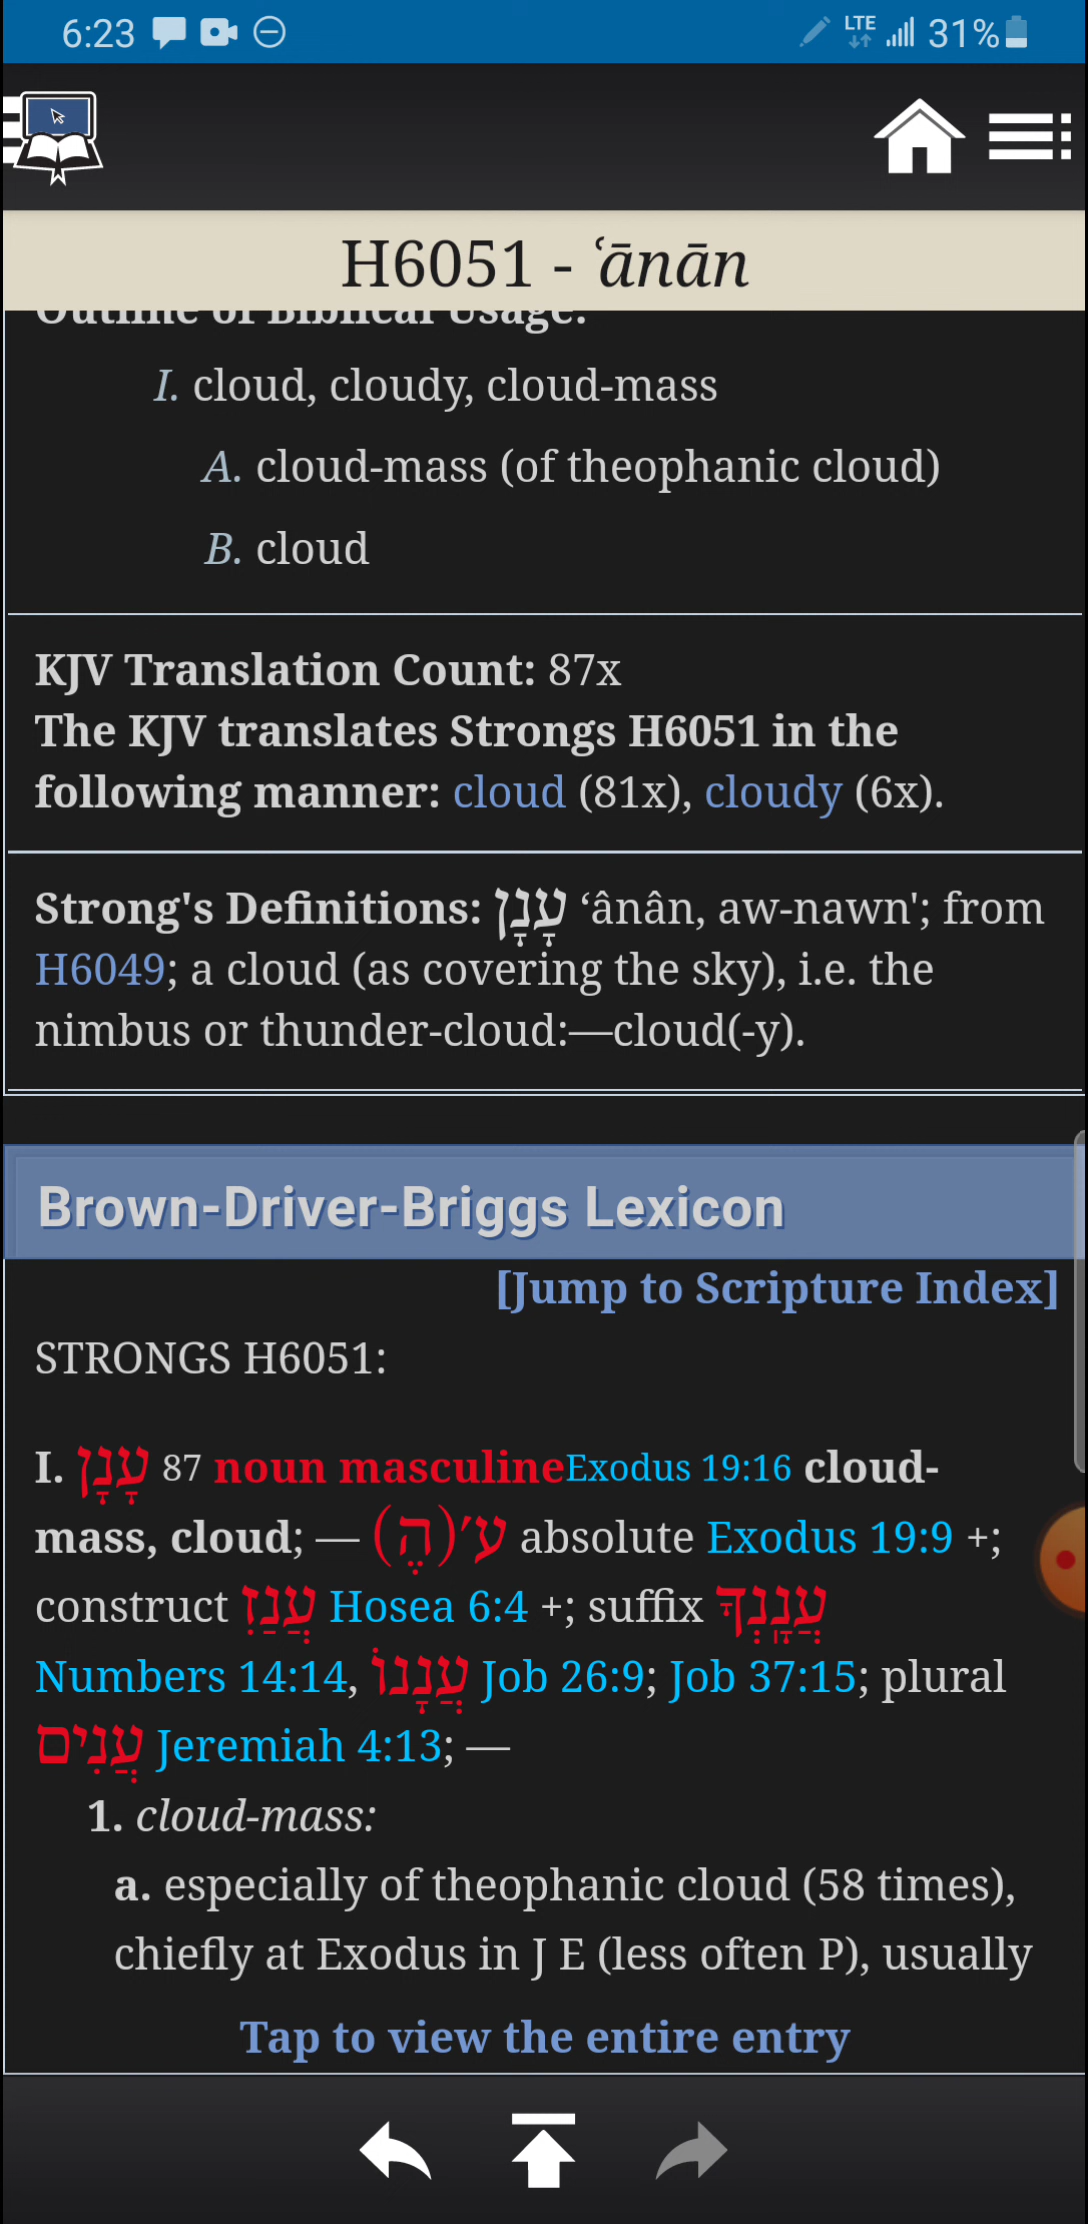 6:23 LTE 31%
H6051 - ʿānān
Outline of Biblical Usage:
I. cloud, cloudy, cloud-mass
A. cloud-mass (of theophanic cloud)
B. cloud
KJV Translation Count: 87x
The KJV translates Strongs H6051 in the
following manner: cloud (81x), cloudy (6x).
Strong's Definitions: עָנָן ʻânân, aw-nawn'; from
H6049; a cloud (as covering the sky), i.e. the
nimbus or thunder-cloud:—cloud(-y).
Brown-Driver-Briggs Lexicon
[Jump to Scripture Index]
STRONGS H6051:
I. עָנָן 87 noun masculineExodus 19:16 cloud-
mass, cloud; — ע׳(הֶ) absolute Exodus 19:9 +;
construct עֲנַןְ Hosea 6:4 +; suffix עֲנָֽנְךָ
Numbers 14:14, עֲנָנוֹ Job 26:9; Job 37:15; plural
עֲנִים Jeremiah 4:13; —
1. cloud-mass:
a. especially of theophanic cloud (58 times),
chiefly at Exodus in J E (less often P), usually
Tap to view the entire entry